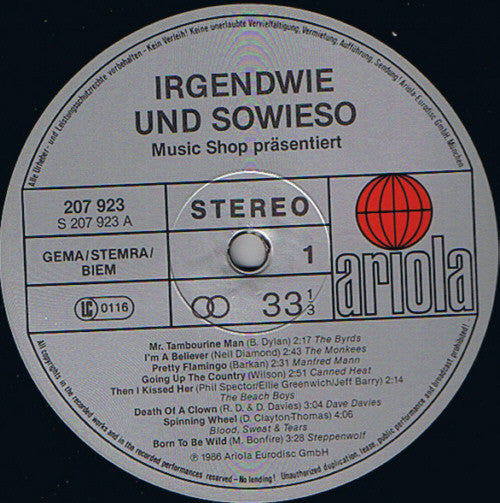 Alle Urheber- und Leistungsschutzrechte vorbehalten - Kein Verleih! Keine unerlaubte Vervielfältigung, Vermietung, Aufführung, Sendung! Ariola-Eurodisc GmbH München
IRGENDWIE
UND SOWIESO
Music Shop präsentiert
207 923
S 207 923 A
STEREO
GEMA/STEMRA/
BIEM
1
ariola
LC 0116
33 1/3
Mr. Tambourine Man (B. Dylan) 2:17 The Byrds
I'm A Believer (Neil Diamond) 2:43 The Monkees
Pretty Flamingo (Barkan) 2:31 Manfred Mann
Going Up The Country (Wilson) 2:51 Canned Heat
Then I Kissed Her (Phil Spector/Ellie Greenwich/Jeff Barry) 2:14
The Beach Boys
Death Of A Clown (R. & D. Davies) 3:04 Dave Davies
Spinning Wheel (D. Clayton-Thomas) 4:06
Blood, Sweat & Tears
Born To Be Wild (M. Bonfire) 3:28 Steppenwolf
℗ 1986 Ariola Eurodisc GmbH
All copyrights in the recorded works and in the recorded performances reserved - No lending! Unauthorized duplication, lease, public performance and broadcast prohibited!